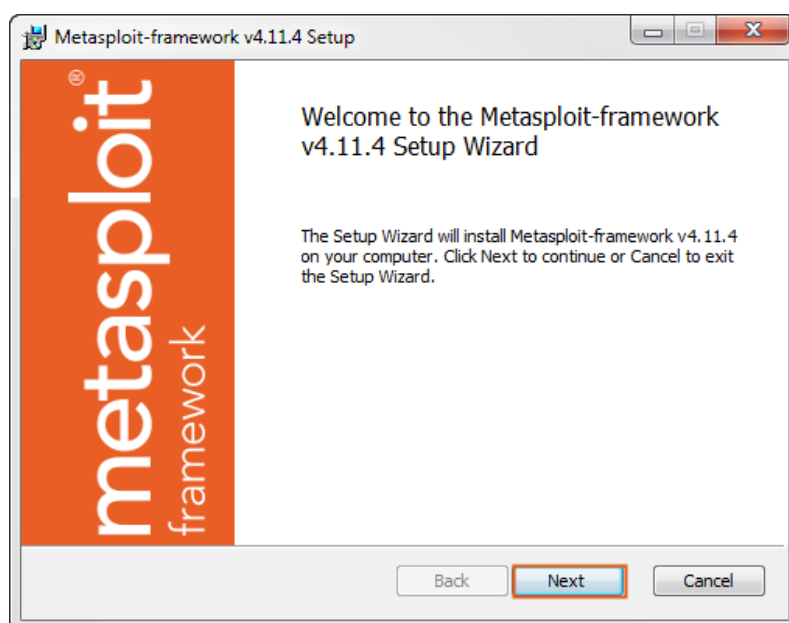 Metasploit-framework v4.11.4 Setup
metasploit®
framework
Welcome to the Metasploit-framework
v4.11.4 Setup Wizard
The Setup Wizard will install Metasploit-framework v4.11.4
on your computer. Click Next to continue or Cancel to exit
the Setup Wizard.
Back
Next
Cancel